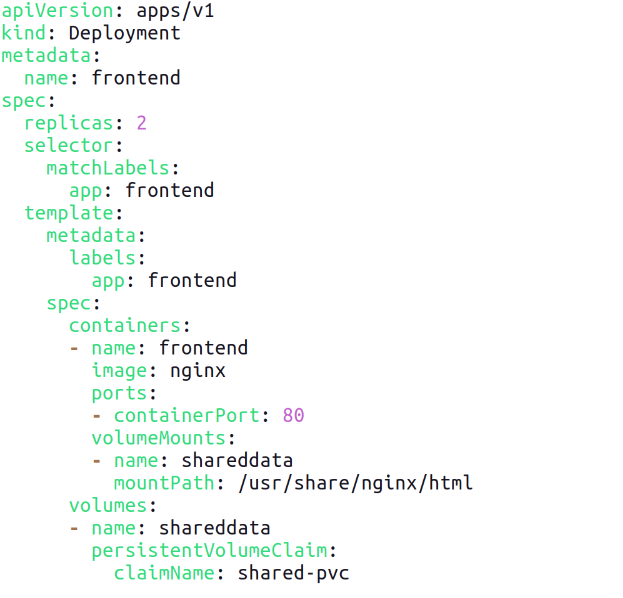 apiVersion: apps/v1
kind: Deployment
metadata:
  name: frontend
spec:
  replicas: 2
  selector:
    matchLabels:
      app: frontend
  template:
    metadata:
      labels:
        app: frontend
    spec:
      containers:
      - name: frontend
        image: nginx
        ports:
        - containerPort: 80
        volumeMounts:
        - name: shareddata
          mountPath: /usr/share/nginx/html
      volumes:
      - name: shareddata
        persistentVolumeClaim:
          claimName: shared-pvc